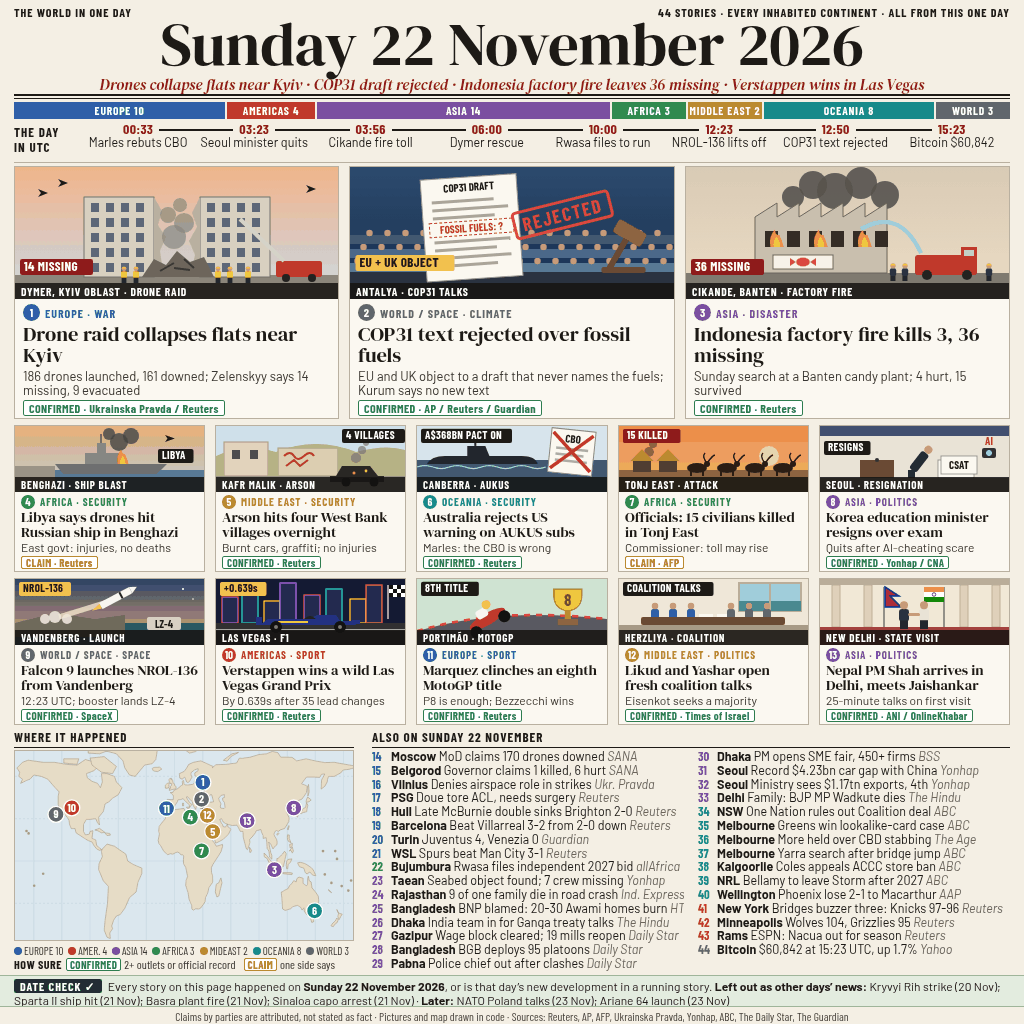 THE WORLD IN ONE DAY
44 STORIES · EVERY INHABITED CONTINENT · ALL FROM THIS ONE DAY
Sunday 22 November 2026
Drones collapse flats near Kyiv · COP31 draft rejected · Indonesia factory fire leaves 36 missing · Verstappen wins in Las Vegas
EUROPE 10
AMERICAS 4
ASIA 14
AFRICA 3
MIDDLE EAST 2
OCEANIA 8
WORLD 3
THE DAY
IN UTC
00:33
Marles rebuts CBO
03:23
Seoul minister quits
03:56
Cikande fire toll
06:00
Dymer rescue
10:00
Rwasa files to run
12:23
NROL-136 lifts off
12:50
COP31 text rejected
15:23
Bitcoin $60,842
14 MISSING
DYMER, KYIV OBLAST · DRONE RAID
1 EUROPE · WAR
Drone raid collapses flats near
Kyiv
186 drones launched, 161 downed; Zelenskyy says 14
missing, 9 evacuated
CONFIRMED · Ukrainska Pravda / Reuters
COP31 DRAFT
FOSSIL FUELS: ?
REJECTED
EU + UK OBJECT
ANTALYA · COP31 TALKS
2 WORLD / SPACE · CLIMATE
COP31 text rejected over fossil
fuels
EU and UK object to a draft that never names the fuels;
Kurum says no new text
CONFIRMED · AP / Reuters / Guardian
36 MISSING
CIKANDE, BANTEN · FACTORY FIRE
3 ASIA · DISASTER
Indonesia factory fire kills 3, 36
missing
Sunday search at a Banten candy plant; 4 hurt, 15
survived
CONFIRMED · Reuters
LIBYA
BENGHAZI · SHIP BLAST
4 AFRICA · SECURITY
Libya says drones hit
Russian ship in Benghazi
East govt: injuries, no deaths
CLAIM · Reuters
4 VILLAGES
KAFR MALIK · ARSON
5 MIDDLE EAST · SECURITY
Arson hits four West Bank
villages overnight
Burnt cars, graffiti; no injuries
CONFIRMED · Reuters
A$368BN PACT ON
CBO
CANBERRA · AUKUS
6 OCEANIA · SECURITY
Australia rejects US
warning on AUKUS subs
Marles: the CBO is wrong
CONFIRMED · Reuters
15 KILLED
TONJ EAST · ATTACK
7 AFRICA · SECURITY
Officials: 15 civilians killed
in Tonj East
Commissioner: toll may rise
CLAIM · AFP
RESIGNS
AI
CSAT
SEOUL · RESIGNATION
8 ASIA · POLITICS
Korea education minister
resigns over exam
Quits after AI-cheating scare
CONFIRMED · Yonhap / CNA
NROL-136
LZ-4
VANDENBERG · LAUNCH
9 WORLD / SPACE · SPACE
Falcon 9 launches NROL-136
from Vandenberg
12:23 UTC; booster lands LZ-4
CONFIRMED · SpaceX
+0.639s
LAS VEGAS · F1
10 AMERICAS · SPORT
Verstappen wins a wild Las
Vegas Grand Prix
By 0.639s after 35 lead changes
CONFIRMED · Reuters
8TH TITLE
8
PORTIMÃO · MOTOGP
11 EUROPE · SPORT
Marquez clinches an eighth
MotoGP title
P8 is enough; Bezzecchi wins
CONFIRMED · Reuters
COALITION TALKS
HERZLIYA · COALITION
12 MIDDLE EAST · POLITICS
Likud and Yashar open
fresh coalition talks
Eisenkot seeks a majority
CONFIRMED · Times of Israel
NEW DELHI · STATE VISIT
13 ASIA · POLITICS
Nepal PM Shah arrives in
Delhi, meets Jaishankar
25-minute talks on first visit
CONFIRMED · ANI / OnlineKhabar
WHERE IT HAPPENED
1
2
3
4
5
6
7
8
9
10
11
12
13
EUROPE 10 AMER. 4 ASIA 14 AFRICA 3 MIDEAST 2 OCEANIA 8 WORLD 3
HOW SURE CONFIRMED 2+ outlets or official record CLAIM one side says
ALSO ON SUNDAY 22 NOVEMBER
14 Moscow MoD claims 170 drones downed SANA
15 Belgorod Governor claims 1 killed, 6 hurt SANA
16 Vilnius Denies airspace role in strikes Ukr. Pravda
17 PSG Doue tore ACL, needs surgery Reuters
18 Hull Late McBurnie double sinks Brighton 2-0 Reuters
19 Barcelona Beat Villarreal 3-2 from 2-0 down Reuters
20 Turin Juventus 4, Venezia 0 Guardian
21 WSL Spurs beat Man City 3-1 Reuters
22 Bujumbura Rwasa files independent 2027 bid allAfrica
23 Taean Seabed object found; 7 crew missing Yonhap
24 Rajasthan 9 of one family die in road crash Ind. Express
25 Bangladesh BNP blamed: 20-30 Awami homes burn HT
26 Dhaka India team in for Ganga treaty talks The Hindu
27 Gazipur Wage block cleared; 19 mills reopen Daily Star
28 Bangladesh BGB deploys 95 platoons Daily Star
29 Pabna Police chief out after clashes Daily Star
30 Dhaka PM opens SME fair, 450+ firms BSS
31 Seoul Record $4.23bn car gap with China Yonhap
32 Seoul Ministry sees $1.17tn exports, 4th Yonhap
33 Delhi Family: BJP MP Wadkute dies The Hindu
34 NSW One Nation rules out Coalition deal ABC
35 Melbourne Greens win lookalike-card case ABC
36 Melbourne More held over CBD stabbing The Age
37 Melbourne Yarra search after bridge jump ABC
38 Kalgoorlie Coles appeals ACCC store ban ABC
39 NRL Bellamy to leave Storm after 2027 ABC
40 Wellington Phoenix lose 2-1 to Macarthur AAP
41 New York Bridges buzzer three: Knicks 97-96 Reuters
42 Minneapolis Wolves 104, Grizzlies 95 Reuters
43 Rams ESPN: Nacua out for season Reuters
44 Bitcoin $60,842 at 15:23 UTC, up 1.7% Yahoo
DATE CHECK ✓ Every story on this page happened on Sunday 22 November 2026, or is that day's new development in a running story. Left out as other days' news: Kryvyi Rih strike (20 Nov);
Sparta II ship hit (21 Nov); Basra plant fire (21 Nov); Sinaloa capo arrest (21 Nov) · Later: NATO Poland talks (23 Nov); Ariane 64 launch (23 Nov)
Claims by parties are attributed, not stated as fact · Pictures and map drawn in code · Sources: Reuters, AP, AFP, Ukrainska Pravda, Yonhap, ABC, The Daily Star, The Guardian